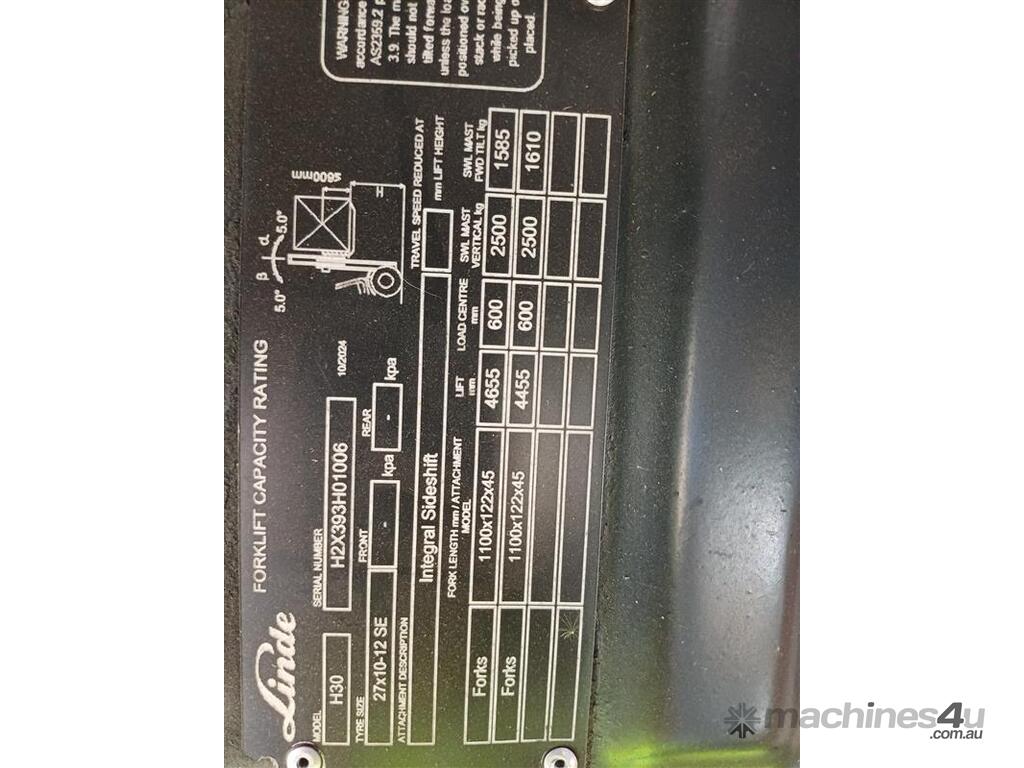 WARNING:
accordance
AS2359.2 p
3.9. The m
should not
tilted forwa
unless the loa
positioned ov
stack or rac
while being
picked up o
placed.
Linde
FORKLIFT CAPACITY RATING
MODEL
H30
SERIAL NUMBER
H2X393H01006
10/2024
TYRE SIZE
27x10-12 SE
FRONT
- kpa
REAR
- kpa
5.0° β α 5.0°
≤600mm
H
ATTACHMENT DESCRIPTION
Integral Sideshift
TRAVEL SPEED REDUCED AT
mm LIFT HEIGHT
FORK LENGTH mm / ATTACHMENT MODEL LIFT mm LOAD CENTRE mm SWL MAST VERTICAL kg SWL MAST FWD TILT kg
Forks 1100x122x45 4655 600 2500 1585
Forks 1100x122x45 4455 600 2500 1610
machines4u
.com.au